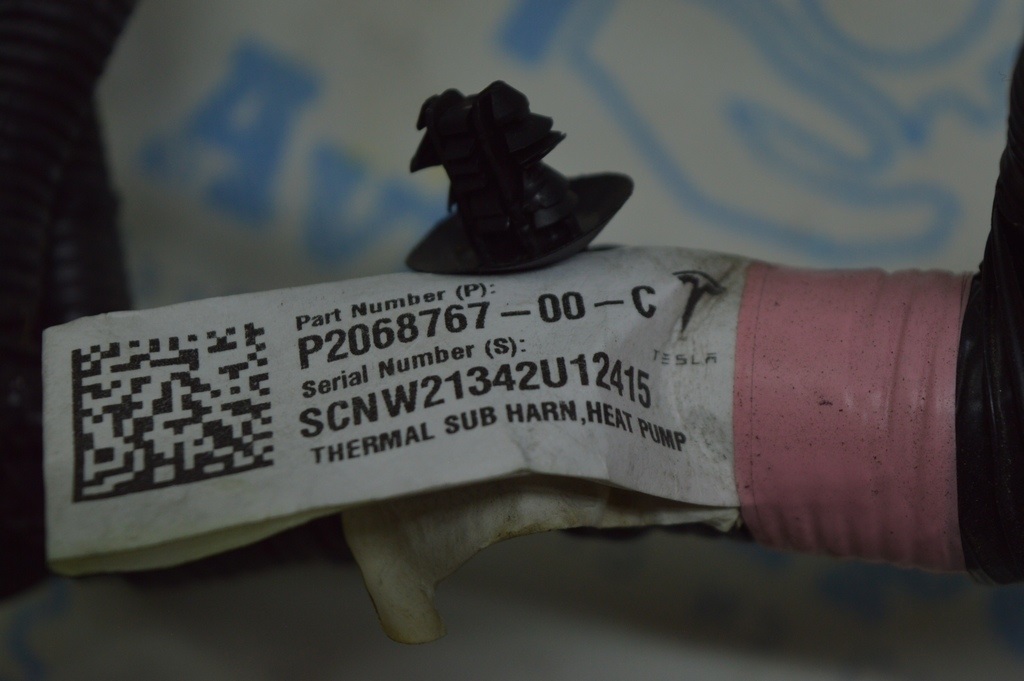 Part Number (P):
P2068767-00-C
Serial Number (S):
SCNW21342U12415
THERMAL SUB HARN,HEAT PUMP
TESLA